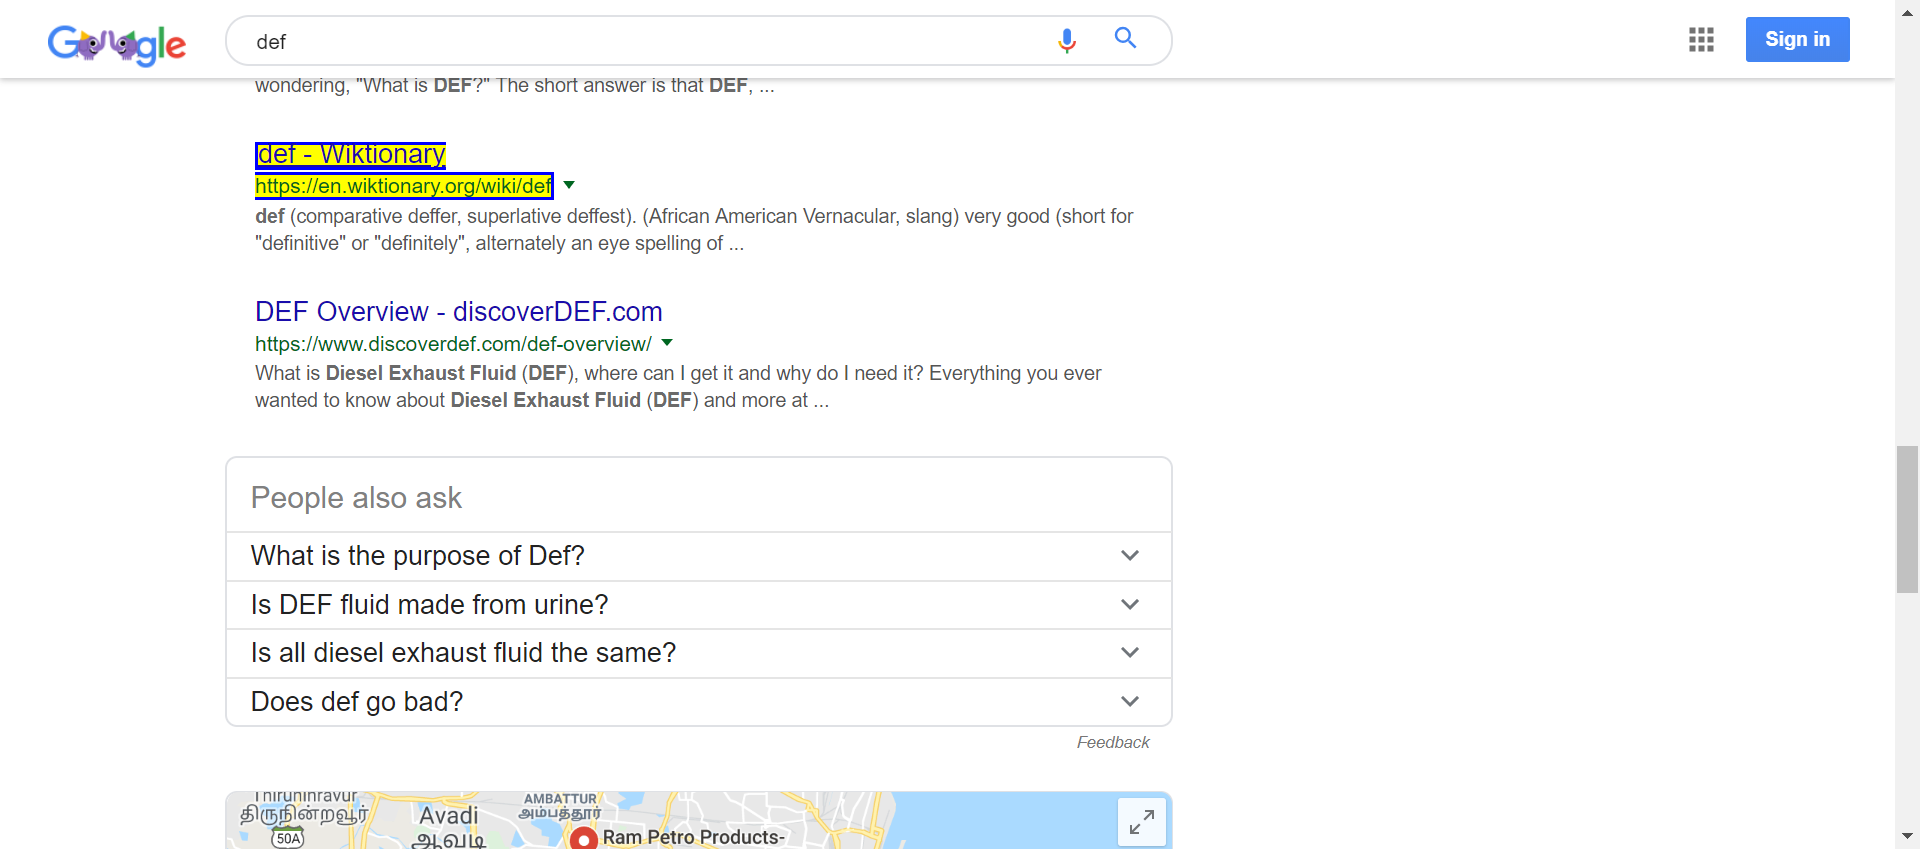 Google
def
Sign in
wondering, "What is DEF?" The short answer is that DEF, ...
def - Wiktionary
https://en.wiktionary.org/wiki/def
def (comparative deffer, superlative deffest). (African American Vernacular, slang) very good (short for
"definitive" or "definitely", alternately an eye spelling of ...
DEF Overview - discoverDEF.com
https://www.discoverdef.com/def-overview/
What is Diesel Exhaust Fluid (DEF), where can I get it and why do I need it? Everything you ever
wanted to know about Diesel Exhaust Fluid (DEF) and more at ...
People also ask
What is the purpose of Def?
Is DEF fluid made from urine?
Is all diesel exhaust fluid the same?
Does def go bad?
Feedback
Thiruninravur
திருநின்றவூர்
50A
Avadi
ஆவடி
AMBATTUR
அம்பத்தூர்
Ram Petro Products-